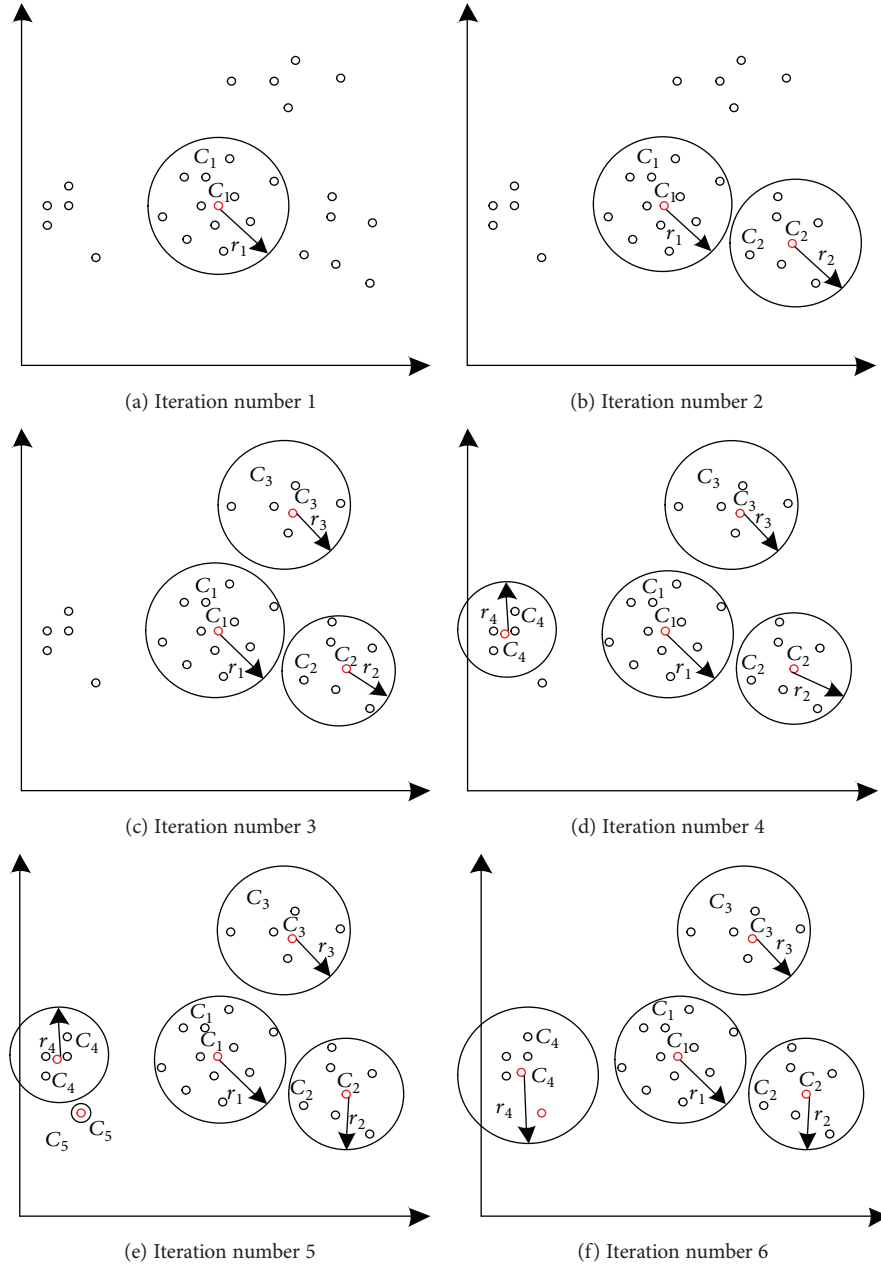 C₁
C₁
r₁
(a) Iteration number 1
C₁
C₁
r₁
C₂
C₂
r₂
(b) Iteration number 2
C₃
C₃
r₃
C₁
C₁
r₁
C₂
C₂
r₂
(c) Iteration number 3
C₃
C₃
r₃
C₁
C₁
r₁
r₄
C₄
C₄
C₂
C₂
r₂
(d) Iteration number 4
C₃
C₃
r₃
C₁
C₁
r₁
r₄
C₄
C₄
C₂
C₂
r₂
C₅
C₅
(e) Iteration number 5
C₃
C₃
r₃
C₁
C₁
r₁
C₄
C₄
r₄
C₂
C₂
r₂
(f) Iteration number 6